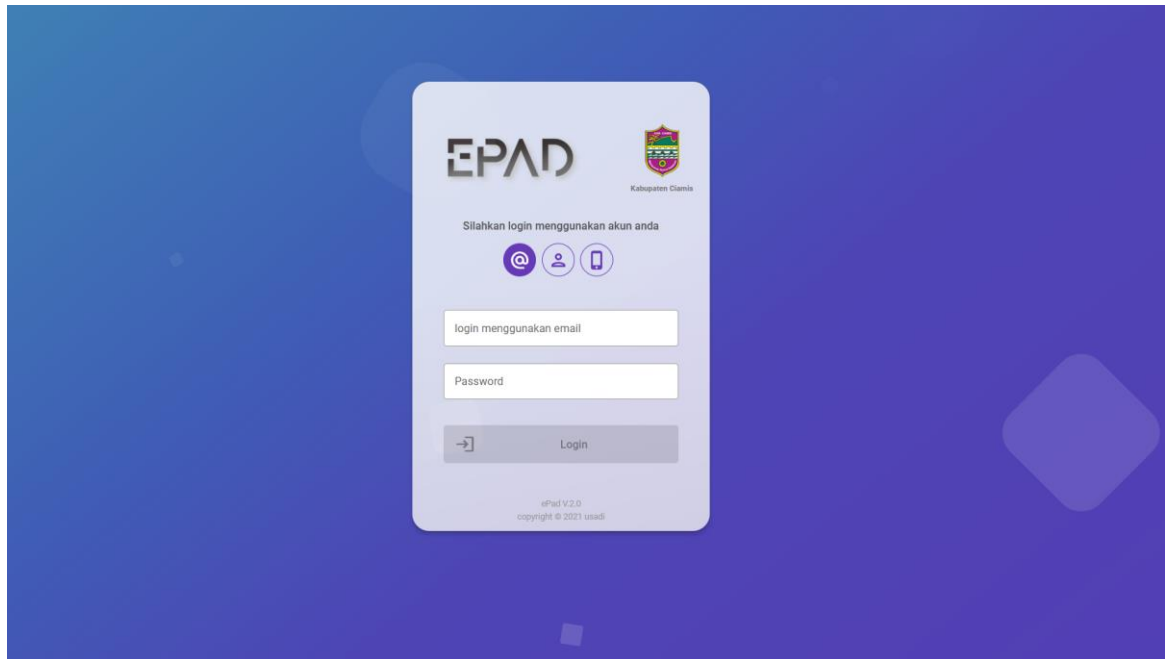 EPAD
Kabupaten Ciamis
Silahkan login menggunakan akun anda
login menggunakan email
Password
Login
ePad V.2.0
copyright © 2021 usadi